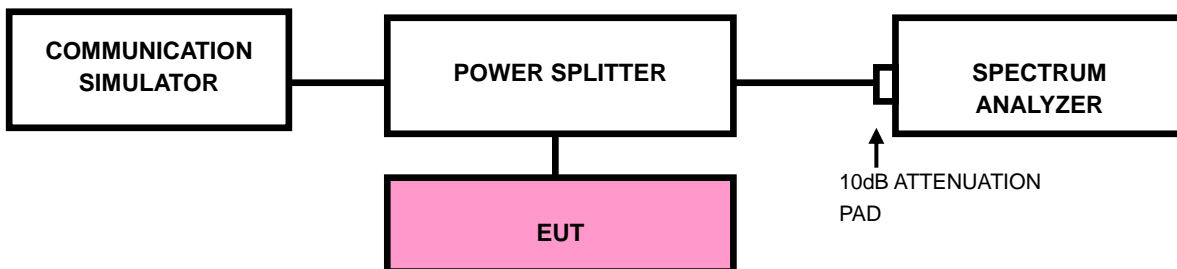 COMMUNICATION
SIMULATOR
POWER SPLITTER
SPECTRUM
ANALYZER
10dB ATTENUATION
PAD
EUT